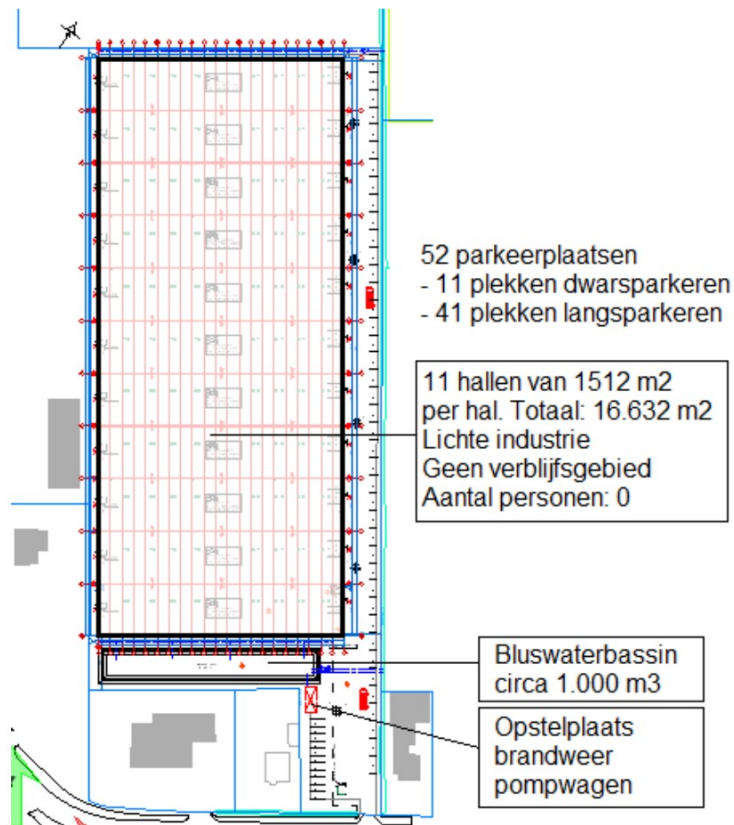 52 parkeerplaatsen
- 11 plekken dwarsparkeren
- 41 plekken langsparkeren
11 hallen van 1512 m2
per hal. Totaal: 16.632 m2
Lichte industrie
Geen verblijfsgebied
Aantal personen: 0
Bluswaterbassin
circa 1.000 m3
Opstelplaats
brandweer
pompwagen